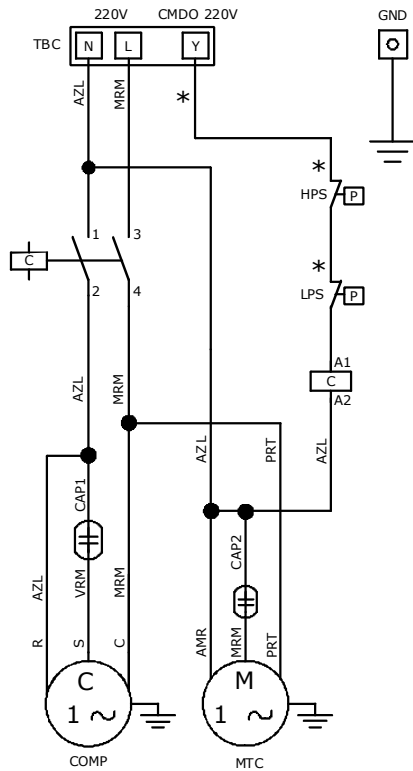 220V CMDO 220V GND
TBC N L Y
AZL MRM *
*
HPS P
1 3
C
*
2 4
LPS P
A1
C
A2
AZL MRM
AZL PRT AZL
CAP1
CAP2
AZL VRM MRM
AMR MRM PRT
R S C
C M
1 ~ 1 ~
COMP MTC